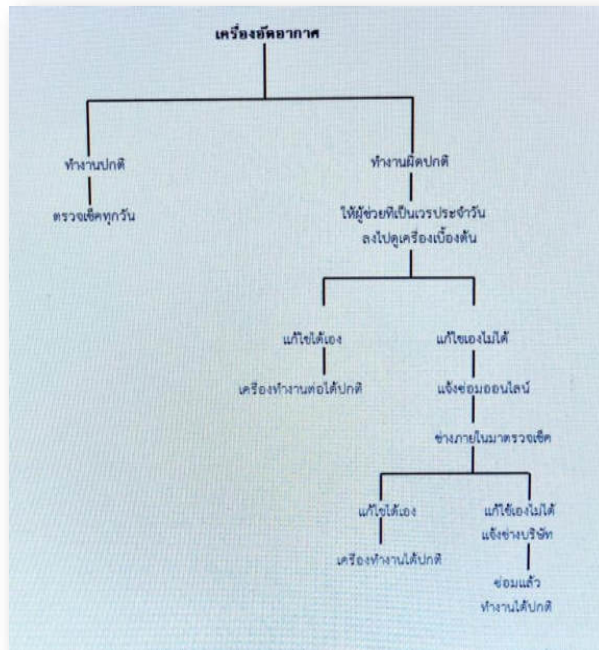 เครื่องอัดอากาศ
ทำงานปกติ
ทำงานผิดปกติ
ตรวจเช็คทุกวัน
ให้ผู้ช่วยที่เป็นเวรประจำวัน
ลงไปดูเครื่องเบื้องต้น
แก้ไขได้เอง
แก้ไขเองไม่ได้
เครื่องทำงานต่อได้ปกติ
แจ้งซ่อมออนไลน์
ช่างภายในมาตรวจเช็ค
แก้ไขได้เอง
แก้ไขเองไม่ได้
แจ้งช่างบริษัท
เครื่องทำงานได้ปกติ
ซ่อมแล้ว
ทำงานได้ปกติ